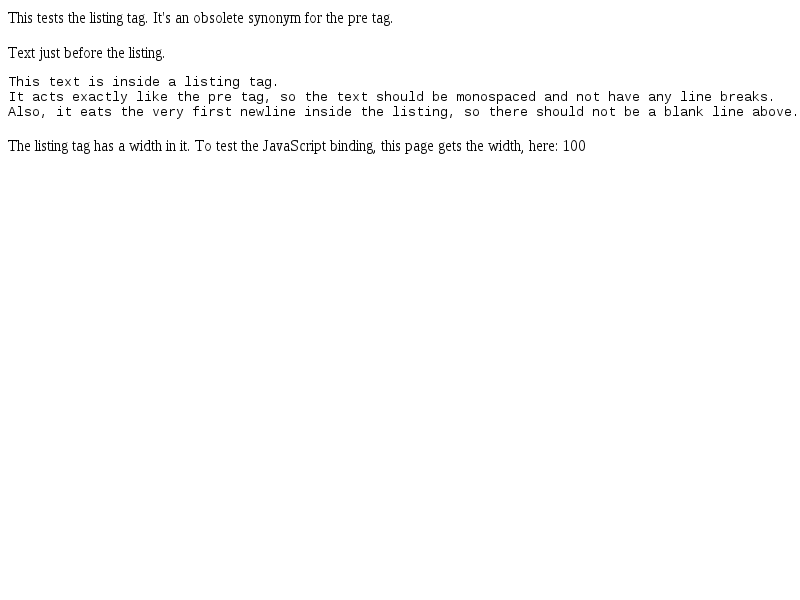 This tests the listing tag. It's an obsolete synonym for the pre tag.
Text just before the listing.
This text is inside a listing tag.
It acts exactly like the pre tag, so the text should be monospaced and not have any line breaks.
Also, it eats the very first newline inside the listing, so there should not be a blank line above.
The listing tag has a width in it. To test the JavaScript binding, this page gets the width, here: 100